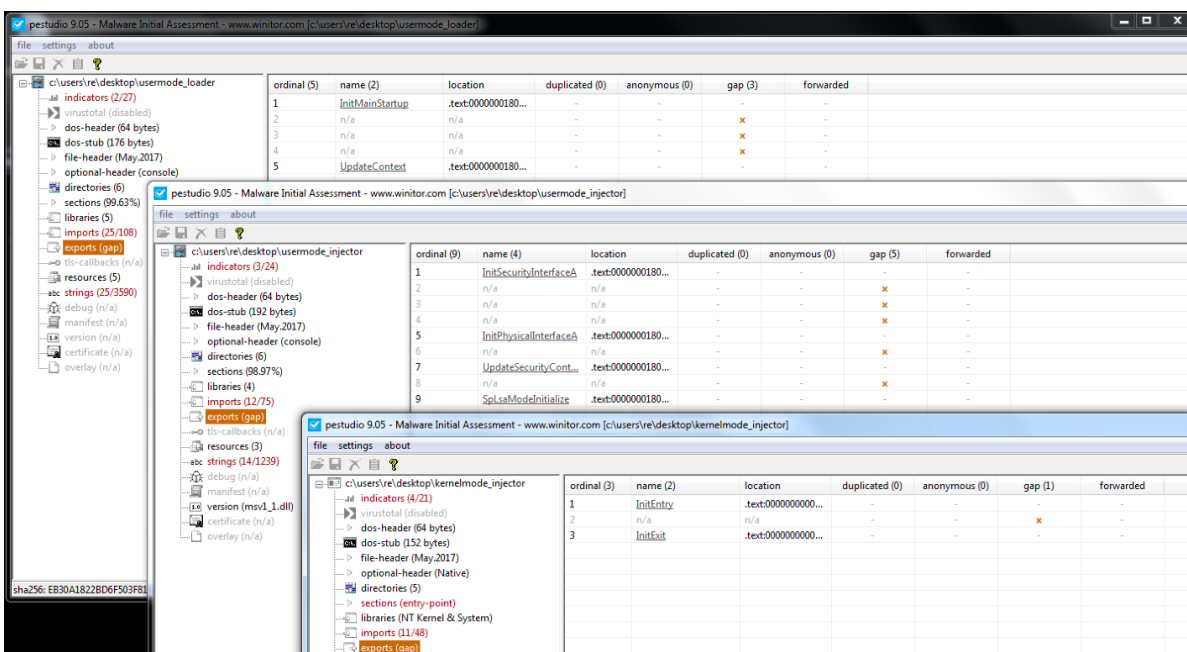 pestudio 9.05 - Malware Initial Assessment - www.winitor.com [c:\users\re\desktop\usermode_loader]
file settings about
c:\users\re\desktop\usermode_loader
indicators (2/27)
virustotal (disabled)
dos-header (64 bytes)
dos-stub (176 bytes)
file-header (May.2017)
optional-header (console)
directories (6)
sections (99.63%)
libraries (5)
imports (25/108)
exports (gap)
tls-callbacks (n/a)
resources (5)
abc strings (25/3590)
debug (n/a)
manifest (n/a)
1.0 version (n/a)
certificate (n/a)
overlay (n/a)
sha256: EB30A1822BD6F503F81
ordinal (5) name (2) location duplicated (0) anonymous (0) gap (3) forwarded
1 InitMainStartup .text:0000000180... - - - -
2 n/a n/a - - x -
3 n/a n/a - - x -
4 n/a n/a - - x -
5 UpdateContext .text:0000000180... - - - -
pestudio 9.05 - Malware Initial Assessment - www.winitor.com [c:\users\re\desktop\usermode_injector]
file settings about
c:\users\re\desktop\usermode_injector
indicators (3/24)
virustotal (disabled)
dos-header (64 bytes)
dos-stub (192 bytes)
file-header (May.2017)
optional-header (console)
directories (6)
sections (98.97%)
libraries (4)
imports (12/75)
exports (gap)
tls-callbacks (n/a)
resources (3)
abc strings (14/1239)
debug (n/a)
manifest (n/a)
1.0 version (msv1_1.dll)
certificate (n/a)
overlay (n/a)
ordinal (9) name (4) location duplicated (0) anonymous (0) gap (5) forwarded
1 InitSecurityInterfaceA .text:0000000180... - - - -
2 n/a n/a - - x -
3 n/a n/a - - x -
4 n/a n/a - - x -
5 InitPhysicalInterfaceA .text:0000000180... - - - -
6 n/a n/a - - x -
7 UpdateSecurityCont... .text:0000000180... - - - -
8 n/a n/a - - x -
9 SpLsaModeInitialize .text:0000000180... - - - -
pestudio 9.05 - Malware Initial Assessment - www.winitor.com [c:\users\re\desktop\kernelmode_injector]
file settings about
c:\users\re\desktop\kernelmode_injector
indicators (4/21)
virustotal (disabled)
dos-header (64 bytes)
dos-stub (152 bytes)
file-header (May.2017)
optional-header (Native)
directories (5)
sections (entry-point)
libraries (NT Kernel & System)
imports (11/48)
exports (gap)
ordinal (3) name (2) location duplicated (0) anonymous (0) gap (1) forwarded
1 InitEntry .text:0000000000... - - - -
2 n/a n/a - - x -
3 InitExit .text:0000000000... - - - -